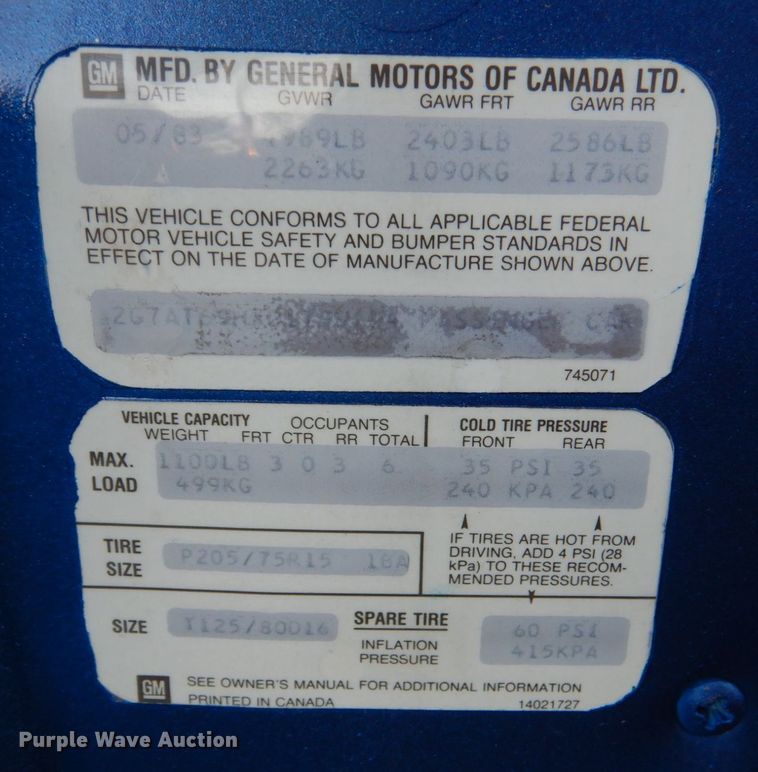 GM MFD. BY GENERAL MOTORS OF CANADA LTD.
DATE GVWR GAWR FRT GAWR RR
05/83 4989LB 2403LB 2586LB
2263KG 1090KG 1173KG
THIS VEHICLE CONFORMS TO ALL APPLICABLE FEDERAL
MOTOR VEHICLE SAFETY AND BUMPER STANDARDS IN
EFFECT ON THE DATE OF MANUFACTURE SHOWN ABOVE.
PASSENGER CAR
745071
VEHICLE CAPACITY OCCUPANTS COLD TIRE PRESSURE
WEIGHT FRT CTR RR TOTAL FRONT REAR
MAX. 1100LB 3 0 3 6 35 PSI 35
LOAD 499KG 240 KPA 240
IF TIRES ARE HOT FROM
DRIVING, ADD 4 PSI (28
kPa) TO THESE RECOM-
MENDED PRESSURES.
TIRE
SIZE P205/75R15
SIZE T125/80D16 SPARE TIRE 60 PSI
INFLATION
PRESSURE 415KPA
GM SEE OWNER'S MANUAL FOR ADDITIONAL INFORMATION
PRINTED IN CANADA 14021727
Purple Wave Auction